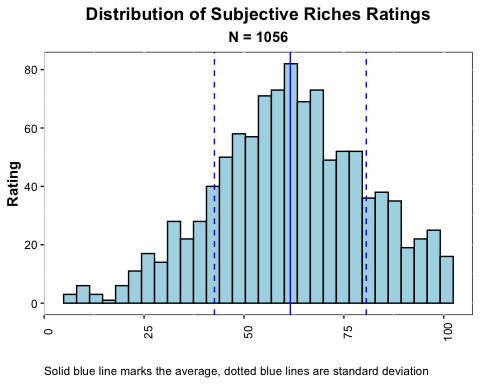 Distribution of Subjective Riches Ratings
N = 1056
Rating
80
60
40
20
0
0
25
50
75
100
Solid blue line marks the average, dotted blue lines are standard deviation